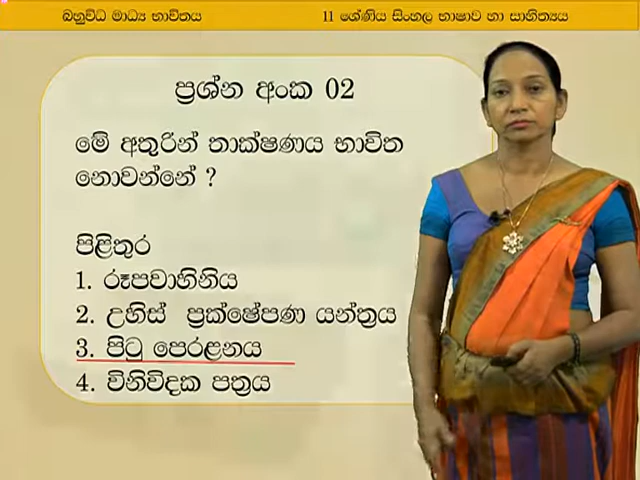 බහුවිධ මාධ්‍ය භාවිතය
11 ශ්‍රේණිය සිංහල භාෂාව හා සාහිත්‍යය
ප්‍රශ්න අංක 02
මේ අතුරින් තාක්ෂණය භාවිත
නොවන්නේ ?
පිළිතුර
1. රූපවාහිනිය
2. උඩිස් ප්‍රක්ෂේපණ යන්ත්‍රය
3. පිටු පෙරළනය
4. විනිවිදක පත්‍රය